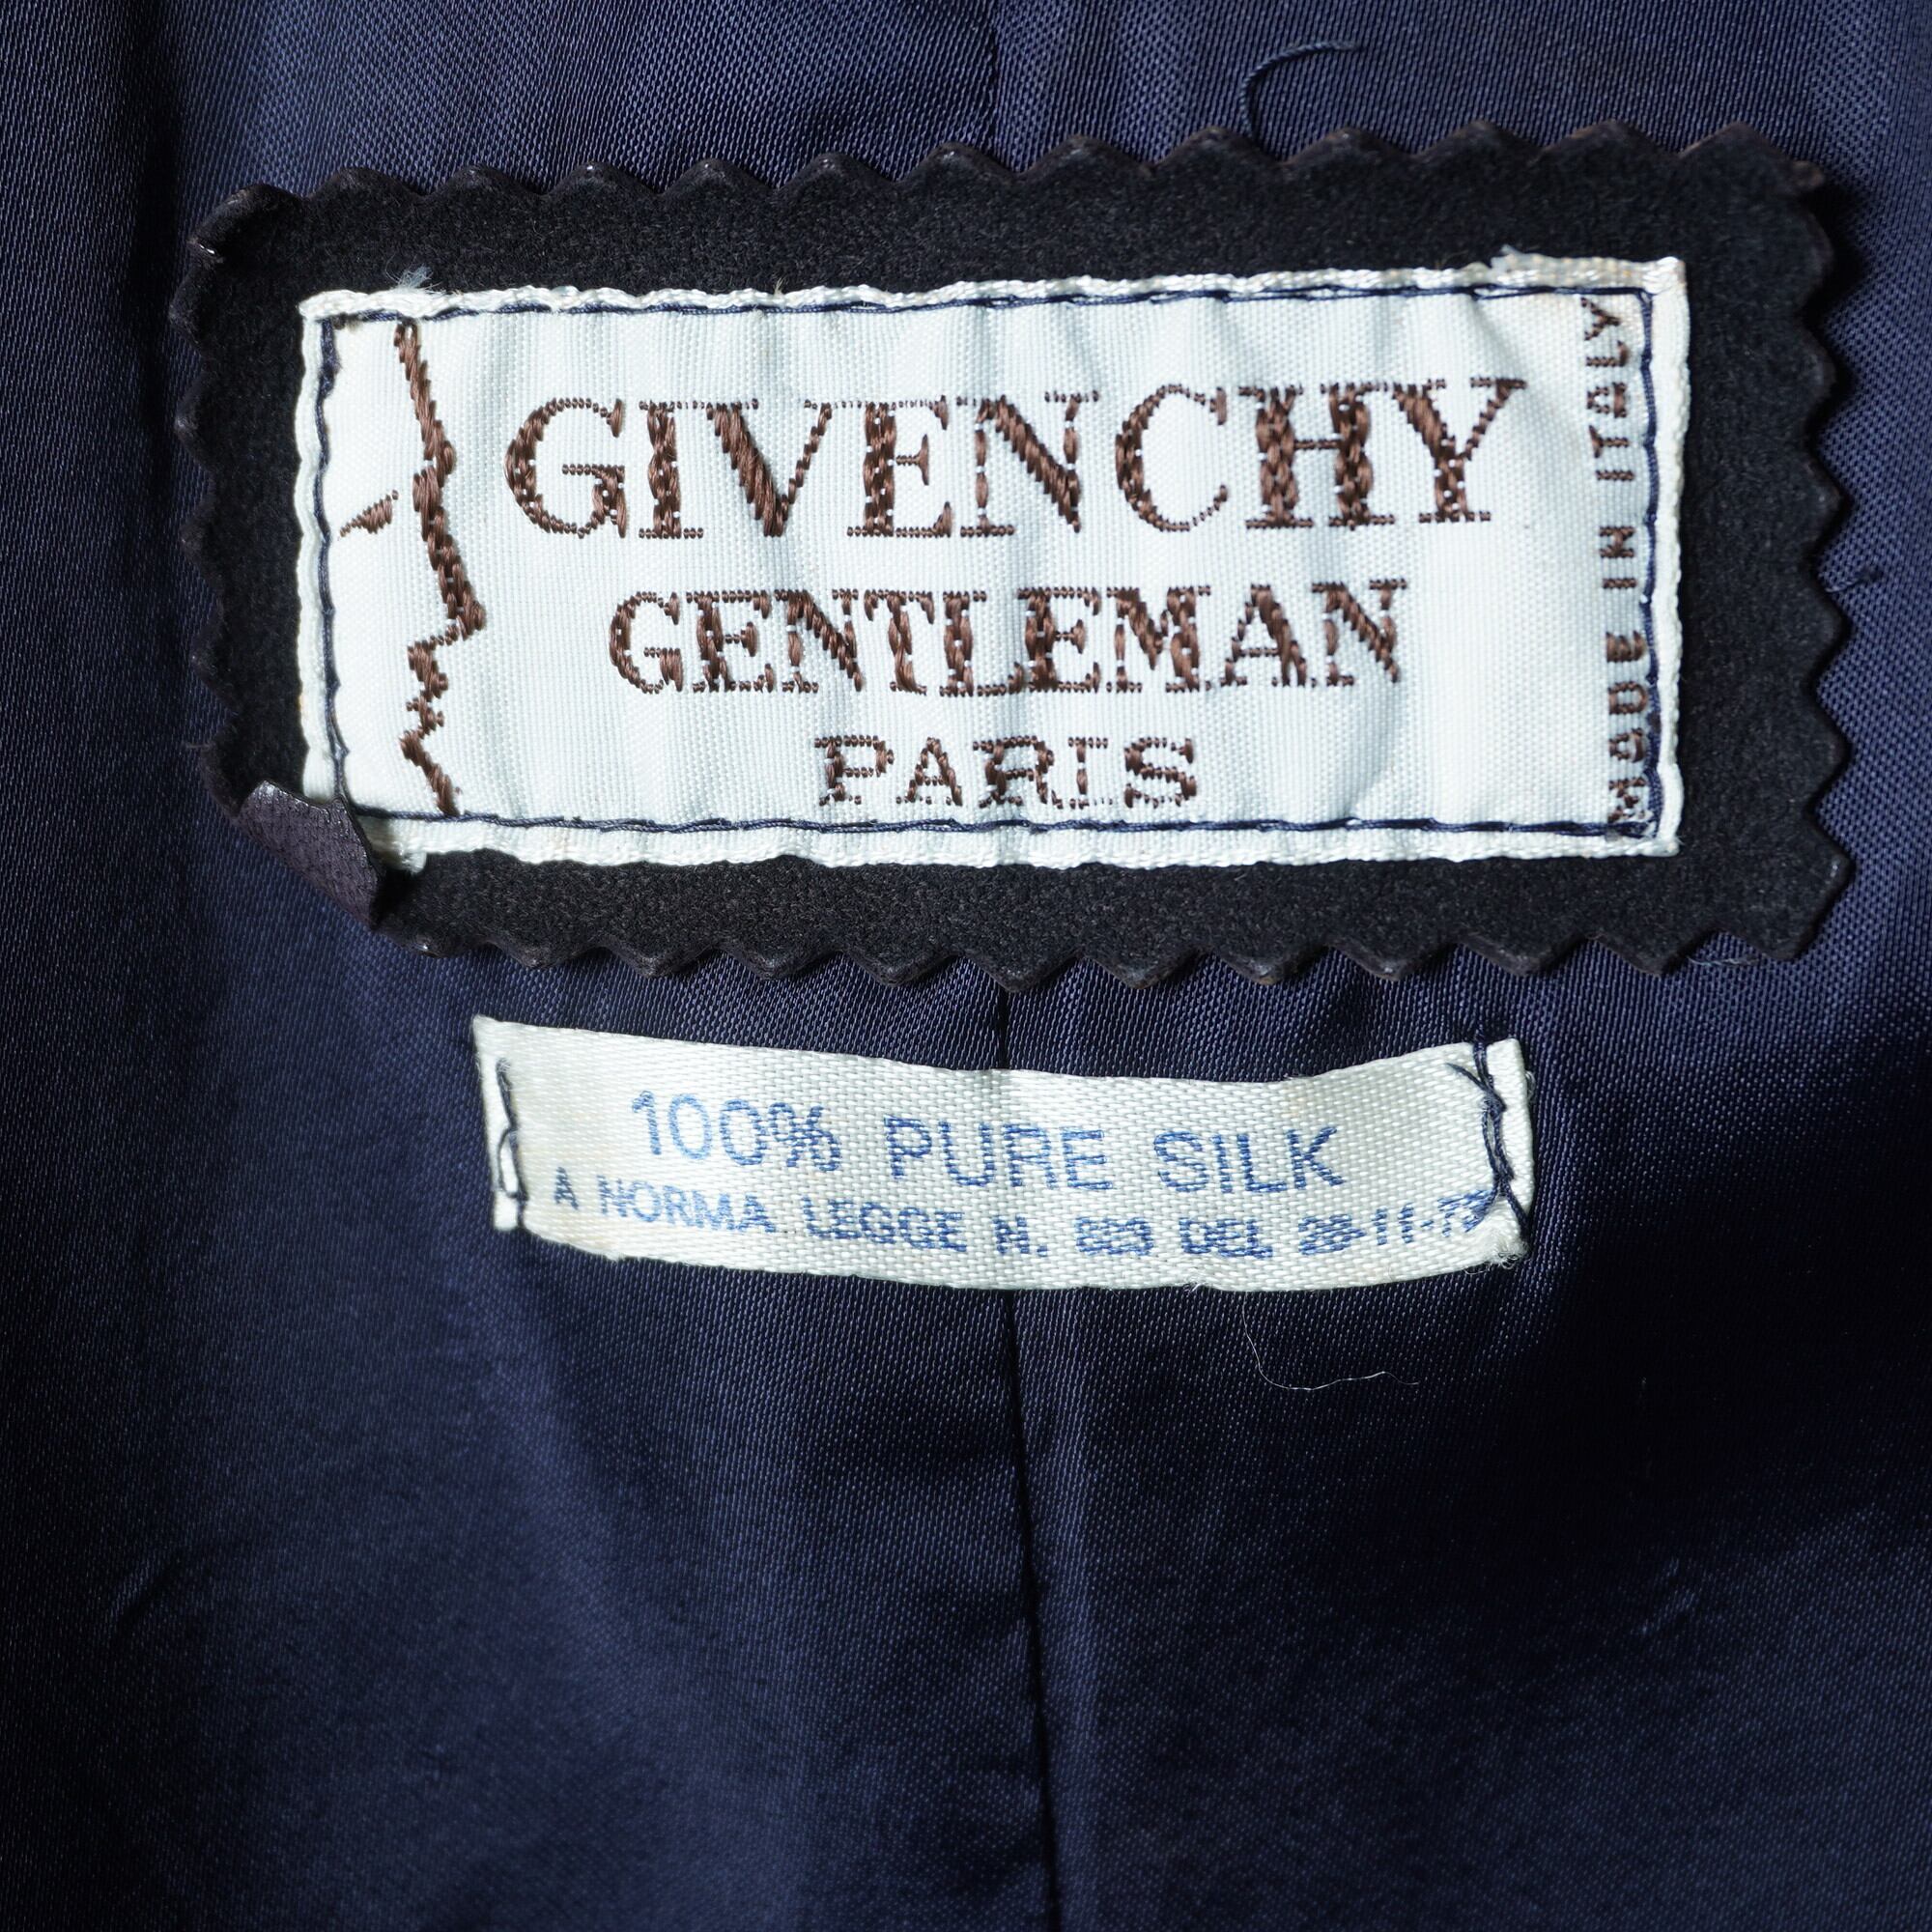 GIVENCHY
GENTLEMAN
PARIS
MADE IN ITALY
100% PURE SILK
A NORMA LEGGE N. 883 DEL 26-11-73